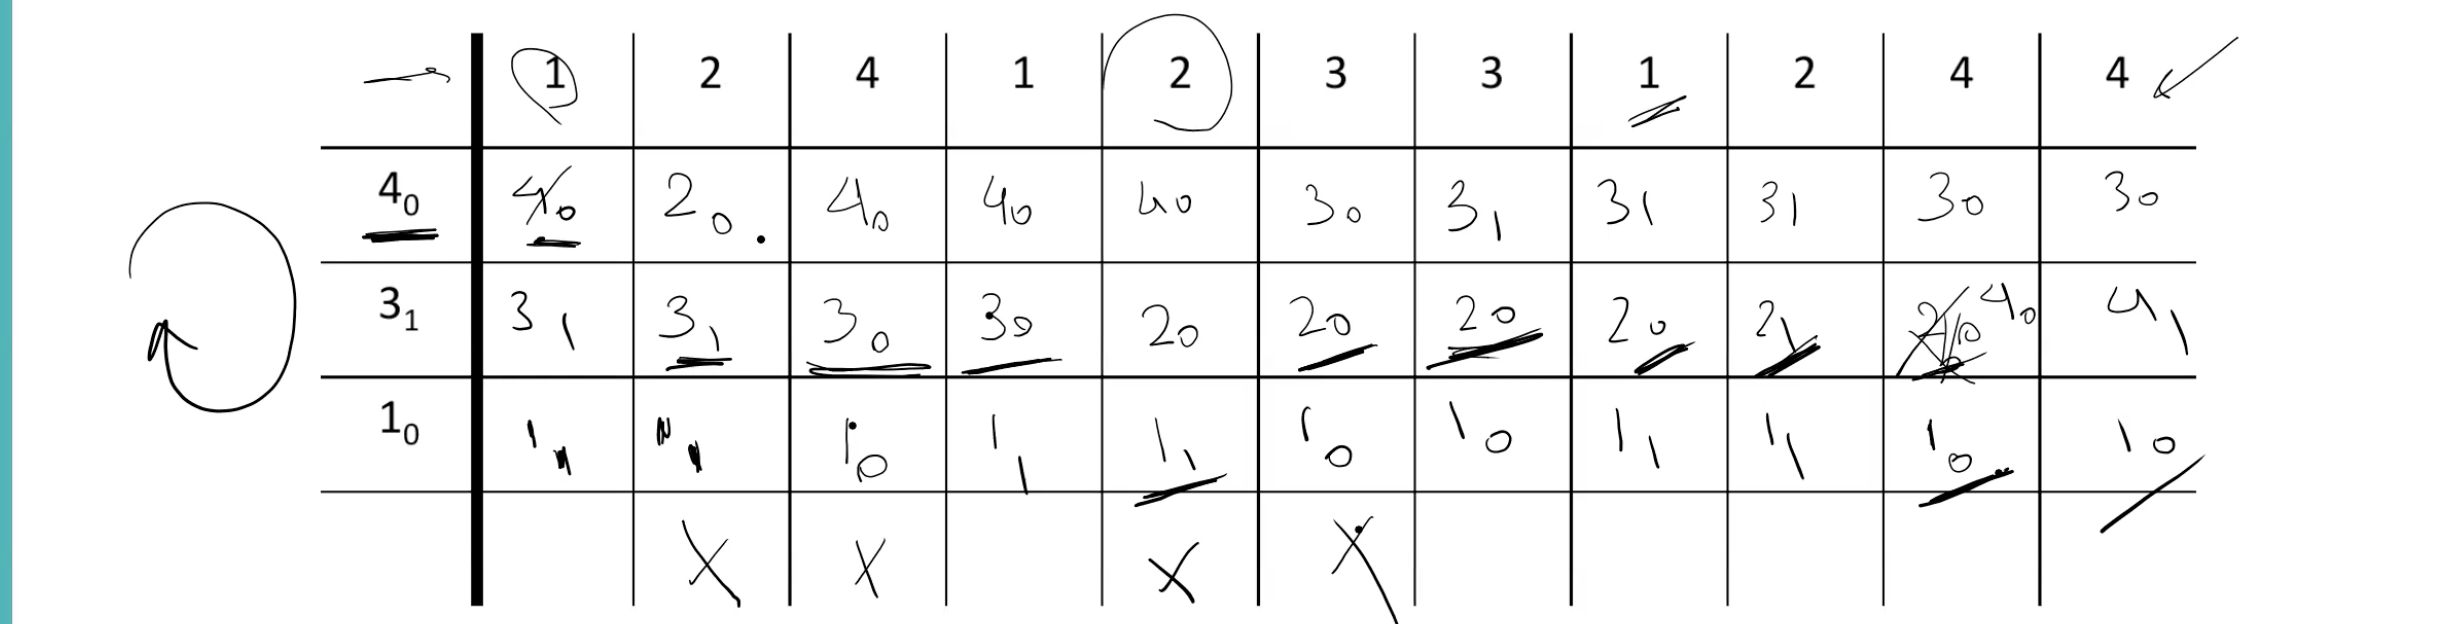 1 2 4 1 2 3 3 1 2 4 4
4₀ 4₀ 2₀ 4₀ 4₀ 4₀ 3₀ 3₁ 3₁ 3₁ 3₀ 3₀
3₁ 3₁ 3₁ 3₀ 3₀ 2₀ 2₀ 2₀ 2₀ 2₁ 4₀ 4₁
1₀ 1₁ 1₁ 1₀ 1₁ 1₁ 1₀ 1₀ 1₁ 1₁ 1₀ 1₀
X X X X